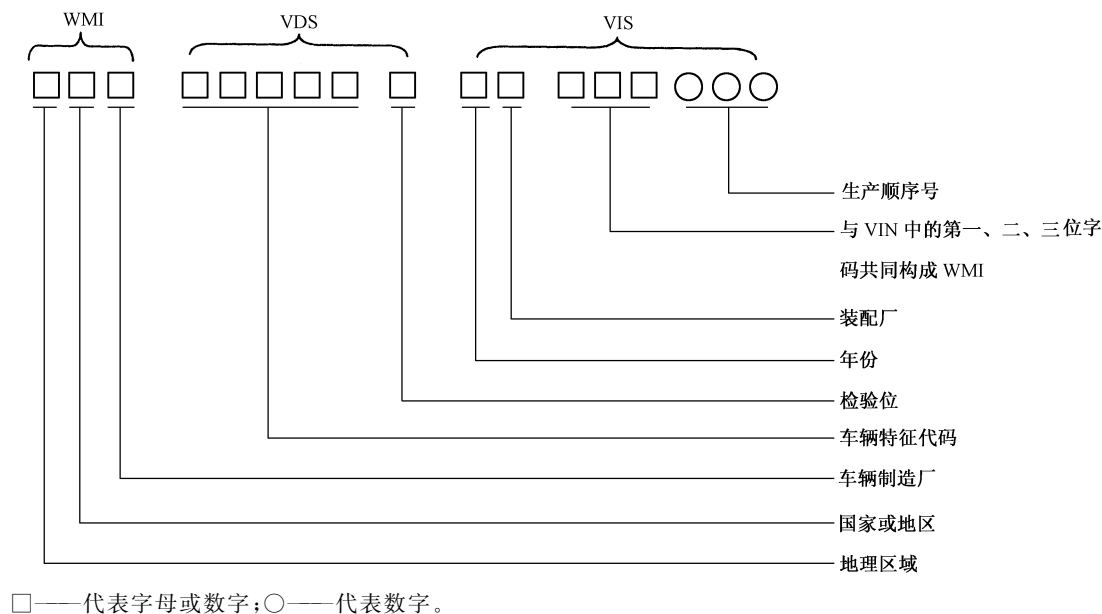 WMI
VDS
VIS
生产顺序号
与 VIN 中的第一、二、三位字
码共同构成 WMI
装配厂
年份
检验位
车辆特征代码
车辆制造厂
国家或地区
地理区域
□——代表字母或数字;○——代表数字。